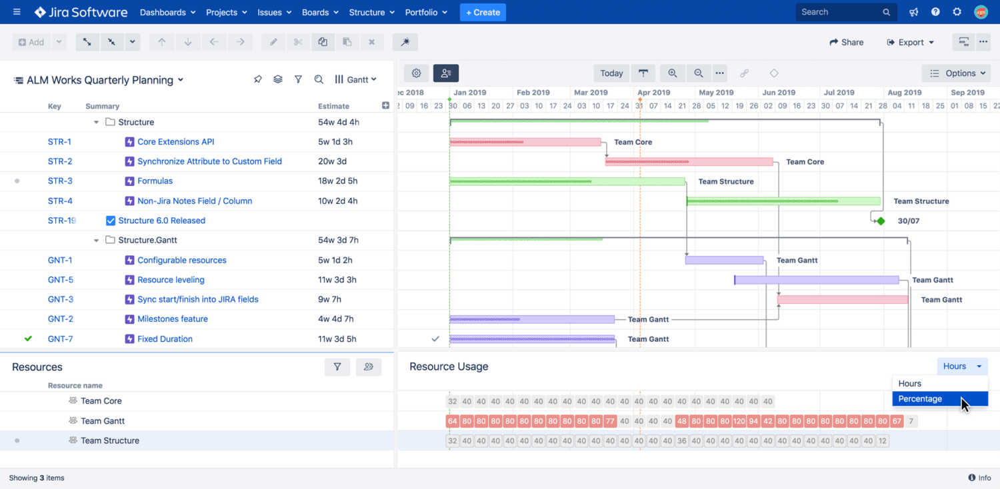 Jira Software Dashboards Projects Issues Boards Structure Portfolio + Create Search
Add Share Export
ALM Works Quarterly Planning Gantt Today Options
Dec 2018 Jan 2019 Feb 2019 Mar 2019 Apr 2019 May 2019 Jun 2019 Jul 2019 Aug 2019 Sep 2019
Key Summary Estimate 2 09 16 23 30 06 13 20 27 03 10 17 24 03 10 17 24 31 07 14 21 28 05 12 19 26 02 09 16 23 30 07 14 21 28 04 11 18 25 01 08 15 22
Structure 54w 4d 4h
STR-1 Core Extensions API 5w 1d 3h Team Core
STR-2 Synchronize Attribute to Custom Field 20w 3d Team Core
STR-3 Formulas 18w 2d 5h Team Structure
STR-4 Non-Jira Notes Field / Column 10w 2d 4h Team Structure
STR-19 Structure 6.0 Released 30/07
Structure.Gantt 54w 3d 7h
GNT-1 Configurable resources 5w 1d 2h Team Gantt
GNT-5 Resource leveling 11w 3d 3h Team Gantt
GNT-3 Sync start/finish into JIRA fields 9w 7h Team Gantt
GNT-2 Milestones feature 4w 4d 7h Team Gantt
GNT-7 Fixed Duration 11w 3d 5h Team Gantt
Resources Resource Usage Hours
Resource name Hours
Percentage
Team Core 32 40 40 40 40 40 40 40 40 40 40 40 40 40 40 40 40 40 40 40 40 40 40
Team Gantt 64 80 80 80 80 80 80 80 80 80 80 77 40 40 40 40 48 80 80 80 120 94 42 80 80 80 80 80 80 80 80 67 7
Team Structure 32 40 40 40 40 40 40 40 40 40 40 40 40 40 40 40 36 40 40 40 40 40 40 40 40 40 40 40 40 40 12
Showing 3 items Info